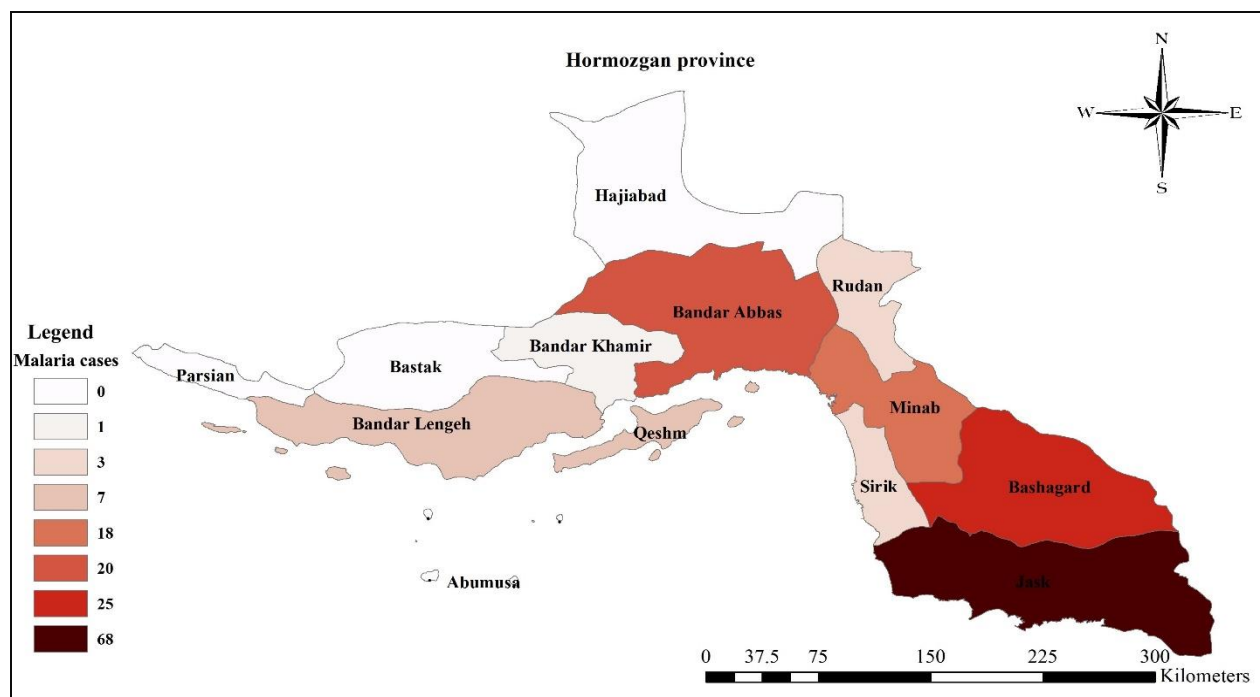 Hormozgan province
N
W
E
S
Hajiabad
Rudan
Bandar Abbas
Bandar Khamir
Bastak
Parsian
Bandar Lengeh
Qeshm
Minab
Sirik
Bashagard
Jask
Abumusa
Legend
Malaria cases
0
1
3
7
18
20
25
68
0 37.5 75 150 225 300
Kilometers